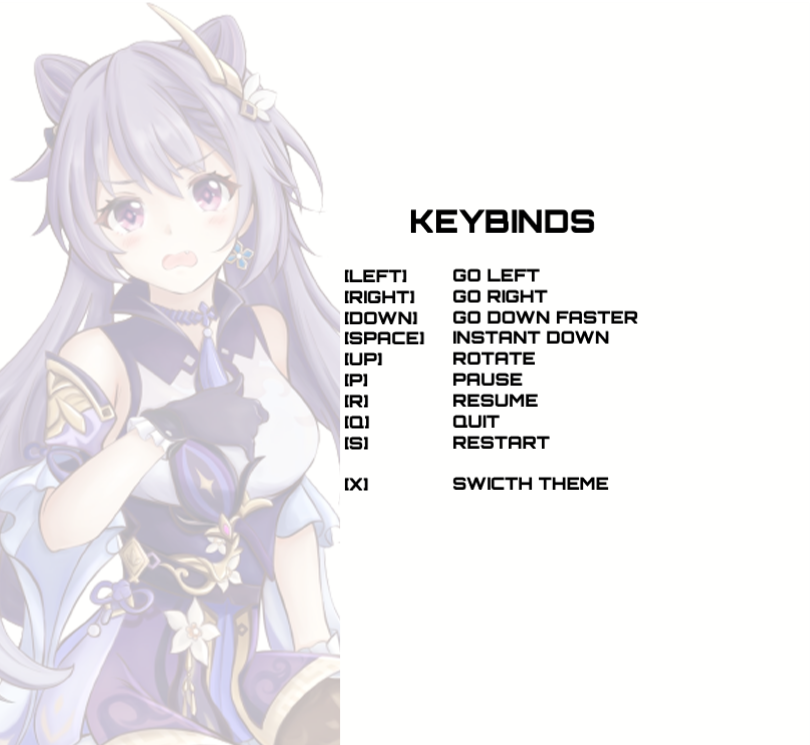 KEYBINDS
[LEFT] GO LEFT
[RIGHT] GO RIGHT
[DOWN] GO DOWN FASTER
[SPACE] INSTANT DOWN
[UP] ROTATE
[P] PAUSE
[R] RESUME
[Q] QUIT
[S] RESTART
[X] SWICTH THEME